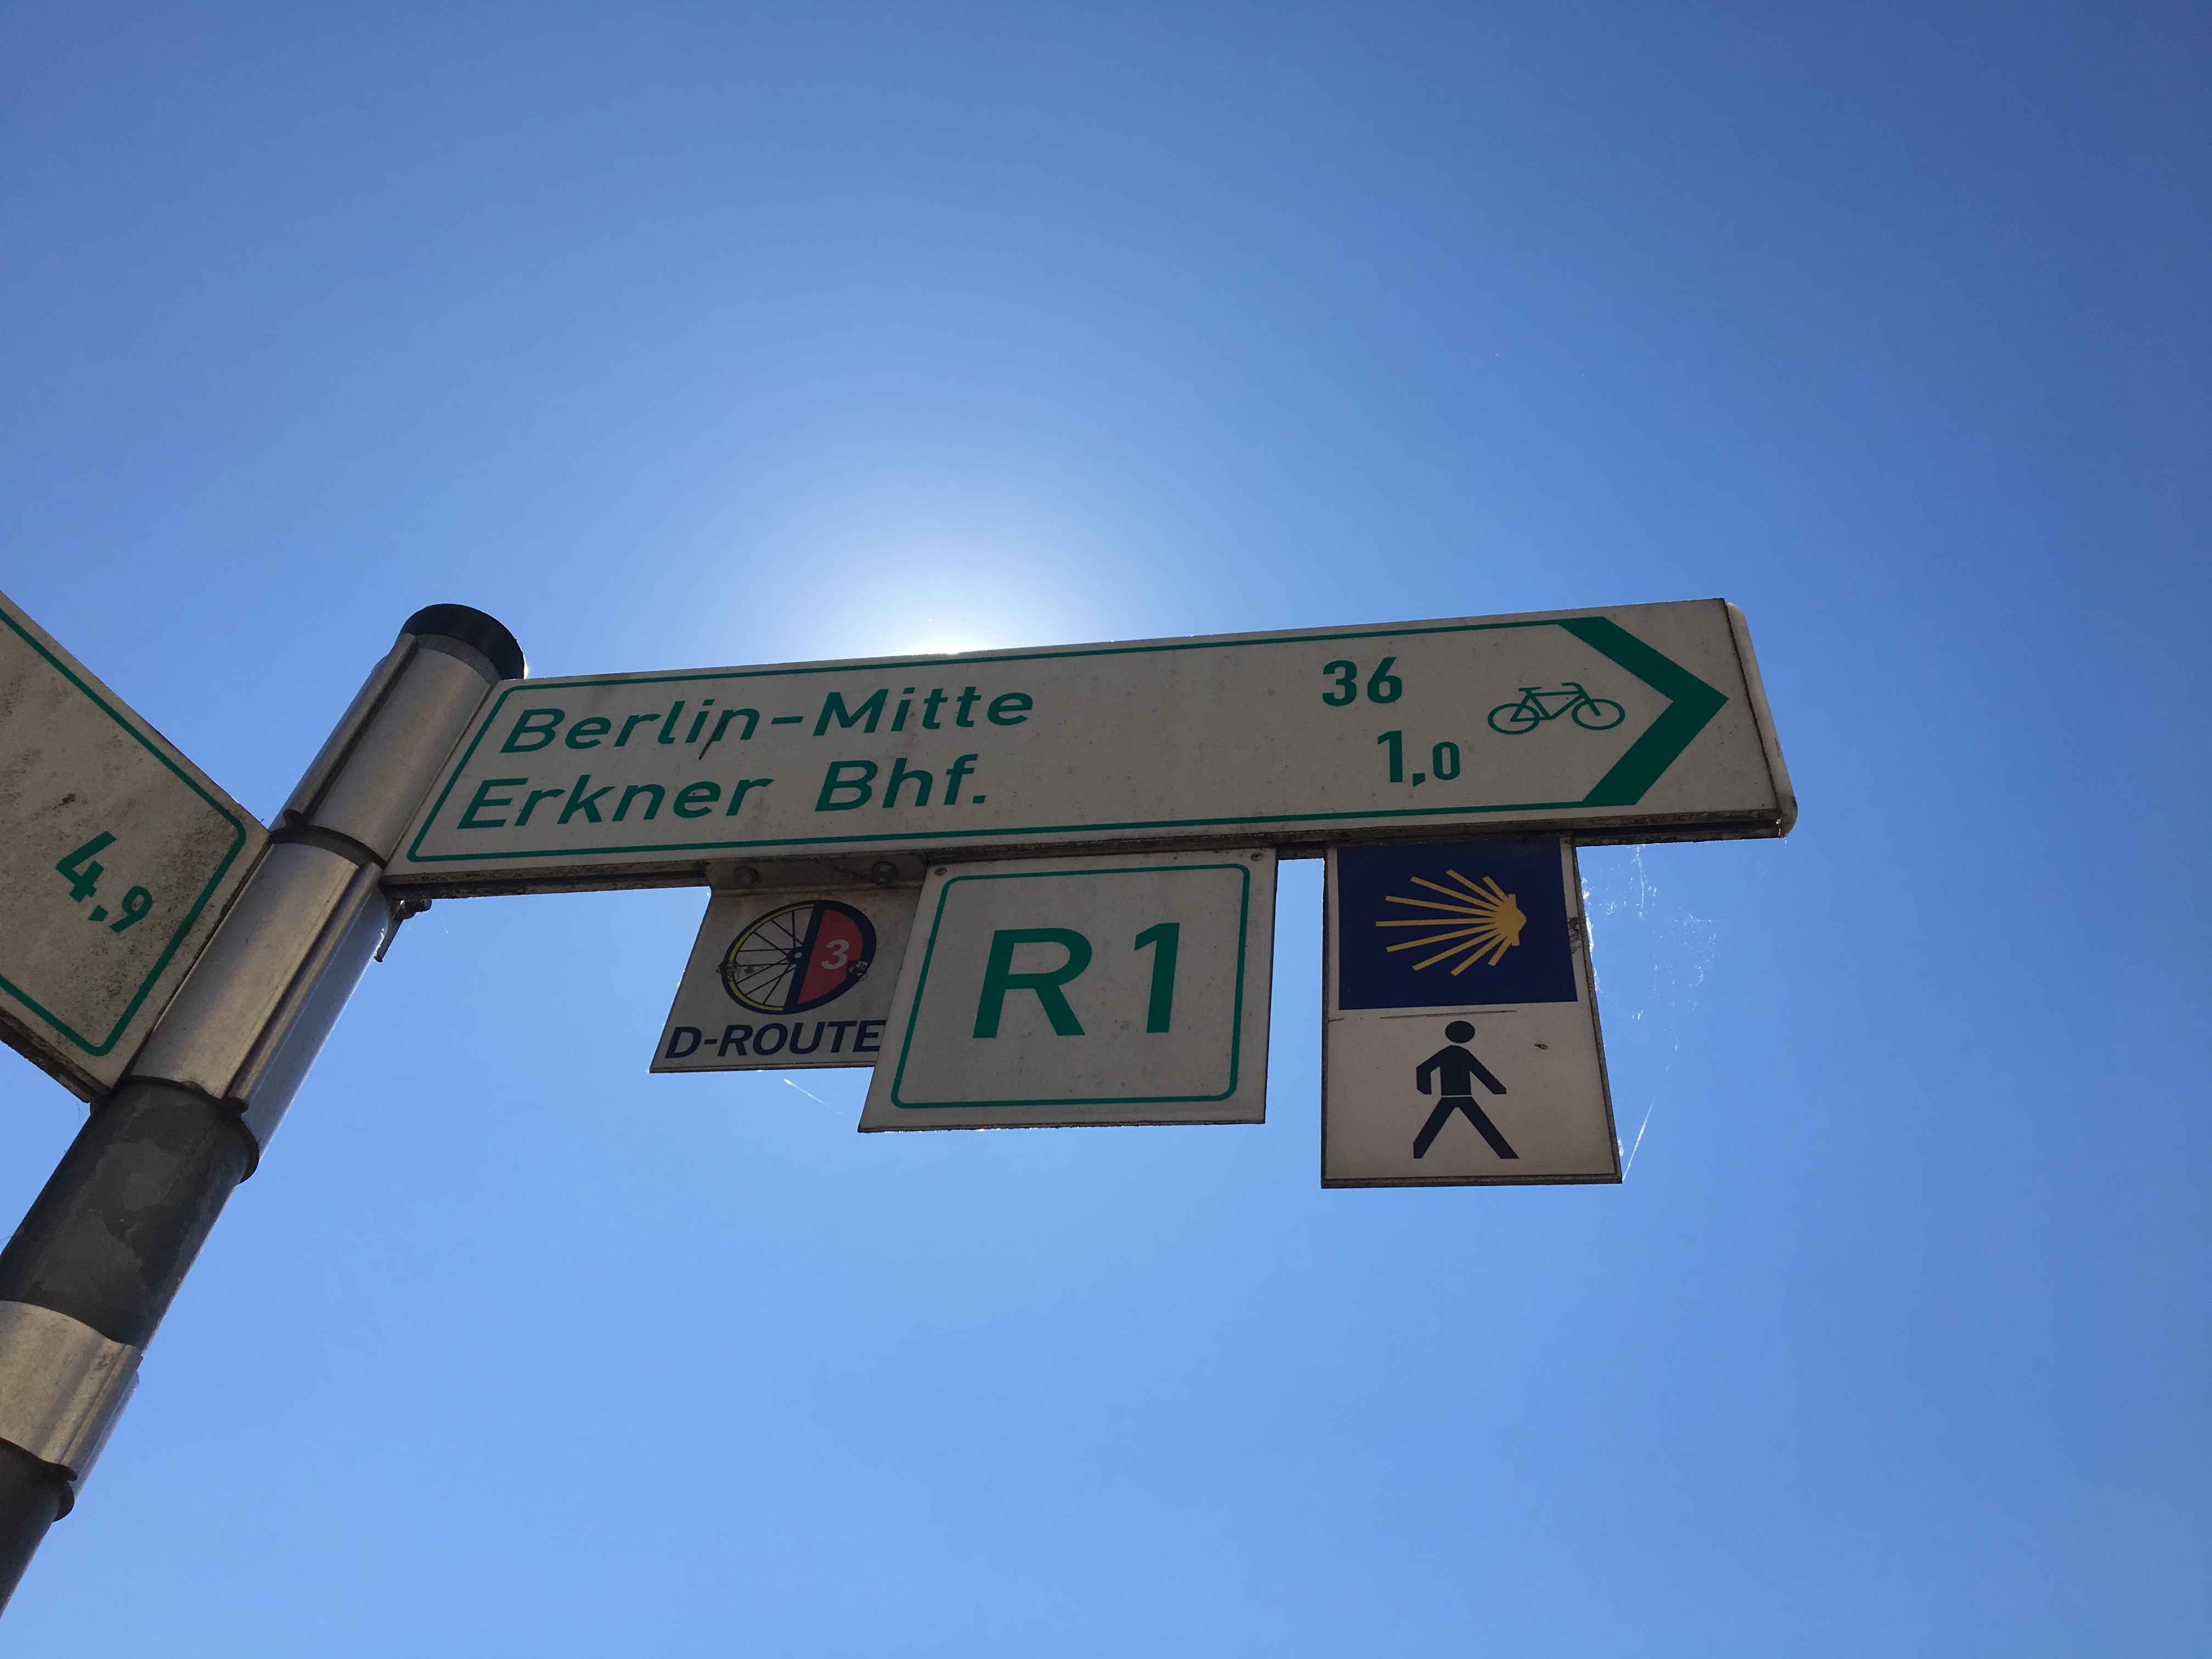 Berlin-Mitte 36
Erkner Bhf. 1,0
4,9
3
D-ROUTE
R1